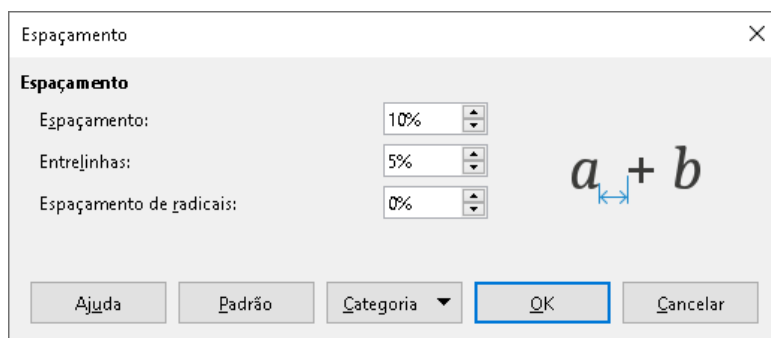 Espaçamento
Espaçamento
Espaçamento: 10%
Entrelinhas: 5%
Espaçamento de radicais: 0%
a + b
Ajuda Padrão Categoria OK Cancelar